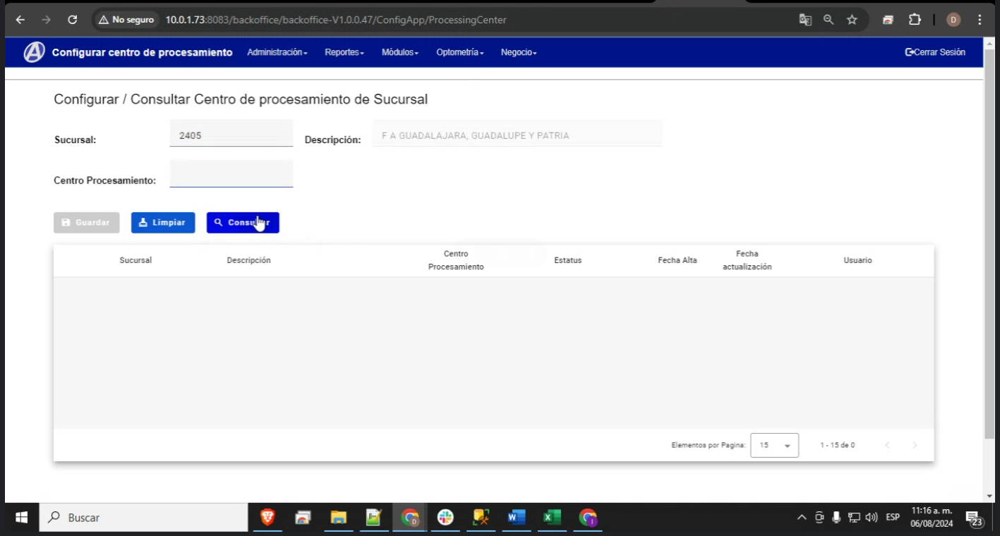 No seguro 10.0.1.73:8083/backoffice/backoffice-V1.0.0.47/ConfigApp/ProcessingCenter D
Configurar centro de procesamiento Administración Reportes Módulos Optometría Negocio Cerrar Sesión
Configurar / Consultar Centro de procesamiento de Sucursal
Sucursal: 2405 Descripción: F A GUADALAJARA, GUADALUPE Y PATRIA
Centro Procesamiento:
Guardar Limpiar
Sucursal Descripción Centro Procesamiento Estatus Fecha Alta Fecha actualización Usuario
Elementos por Pagina: 15 1 - 15 de 0
Buscar ESP 11:16 a. m.
06/08/2024 23